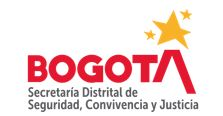 BOGOTA
Secretaría Distrital de
Seguridad, Convivencia y Justicia